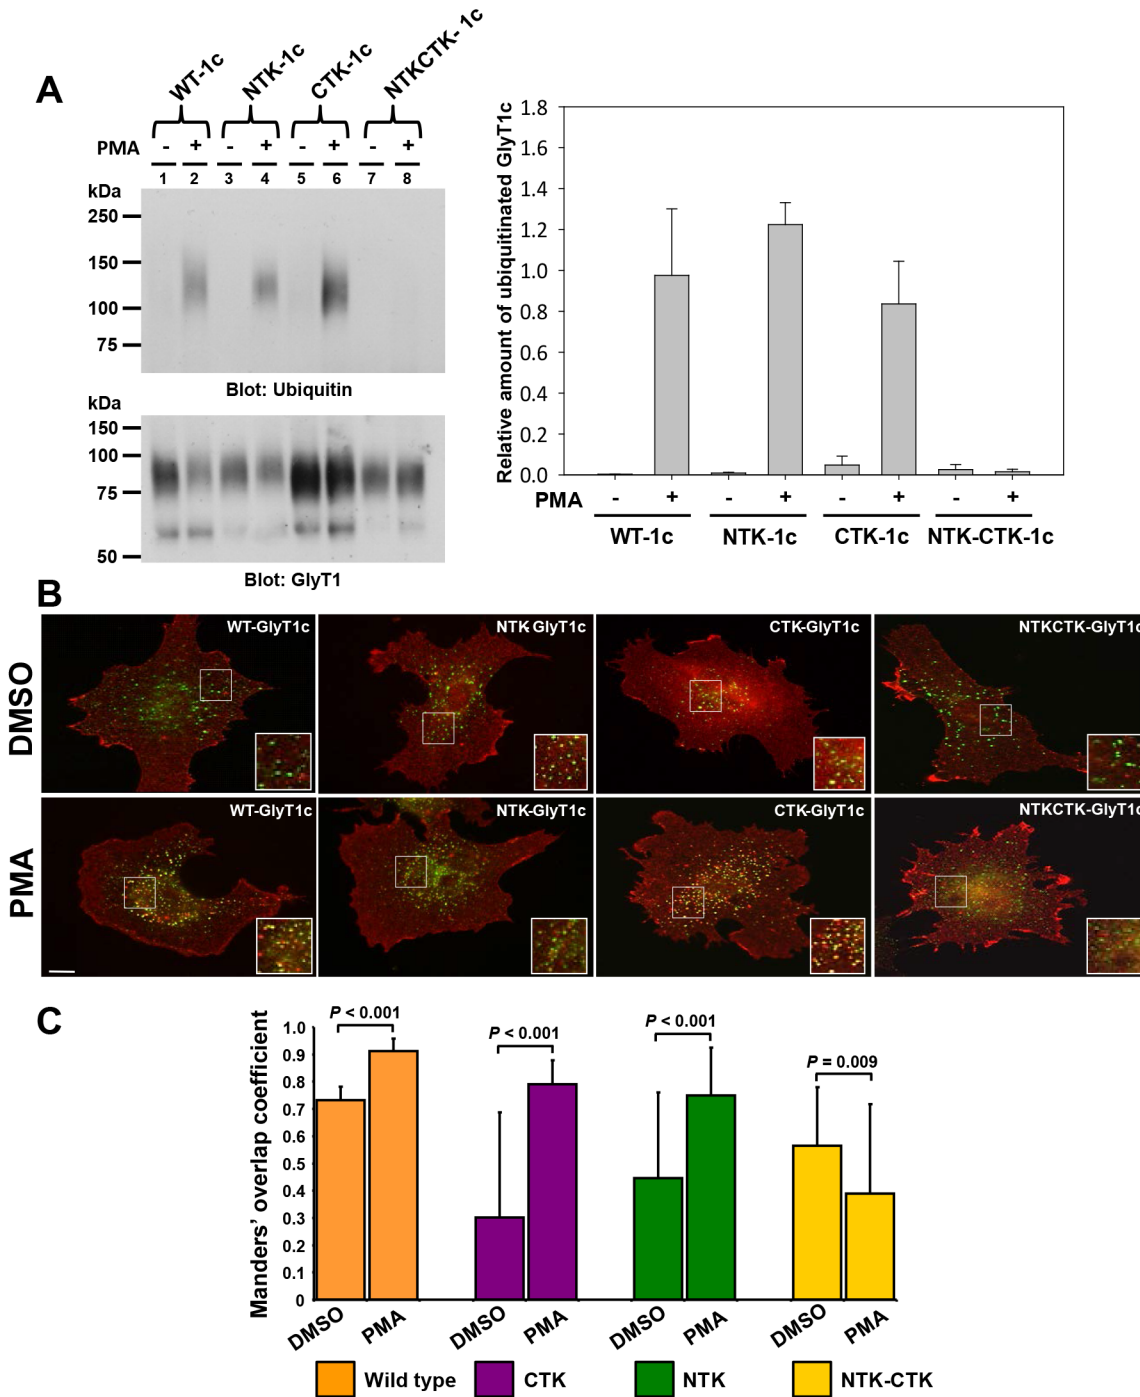 A
WT-1c NTK-1c CTK-1c NTKCTK- 1c
PMA - + - + - + - +
1 2 3 4 5 6 7 8
kDa
250
150
100
75
Blot: Ubiquitin
kDa
150
100
75
50
Blot: GlyT1
Relative amount of ubiquitinated GlyT1c
1.8
1.6
1.4
1.2
1.0
0.8
0.6
0.4
0.2
0.0
PMA - + - + - + - +
WT-1c NTK-1c CTK-1c NTK-CTK-1c
B
DMSO
WT-GlyT1c NTK-GlyT1c CTK-GlyT1c NTKCTK-GlyT1c
PMA
WT-GlyT1c NTK-GlyT1c CTK-GlyT1c NTKCTK-GlyT1c
C
Manders' overlap coefficient
1.0
0.9
0.8
0.7
0.6
0.5
0.4
0.3
0.2
0.1
0
P < 0.001
P < 0.001
P < 0.001
P = 0.009
DMSO PMA DMSO PMA DMSO PMA DMSO PMA
Wild type CTK NTK NTK-CTK